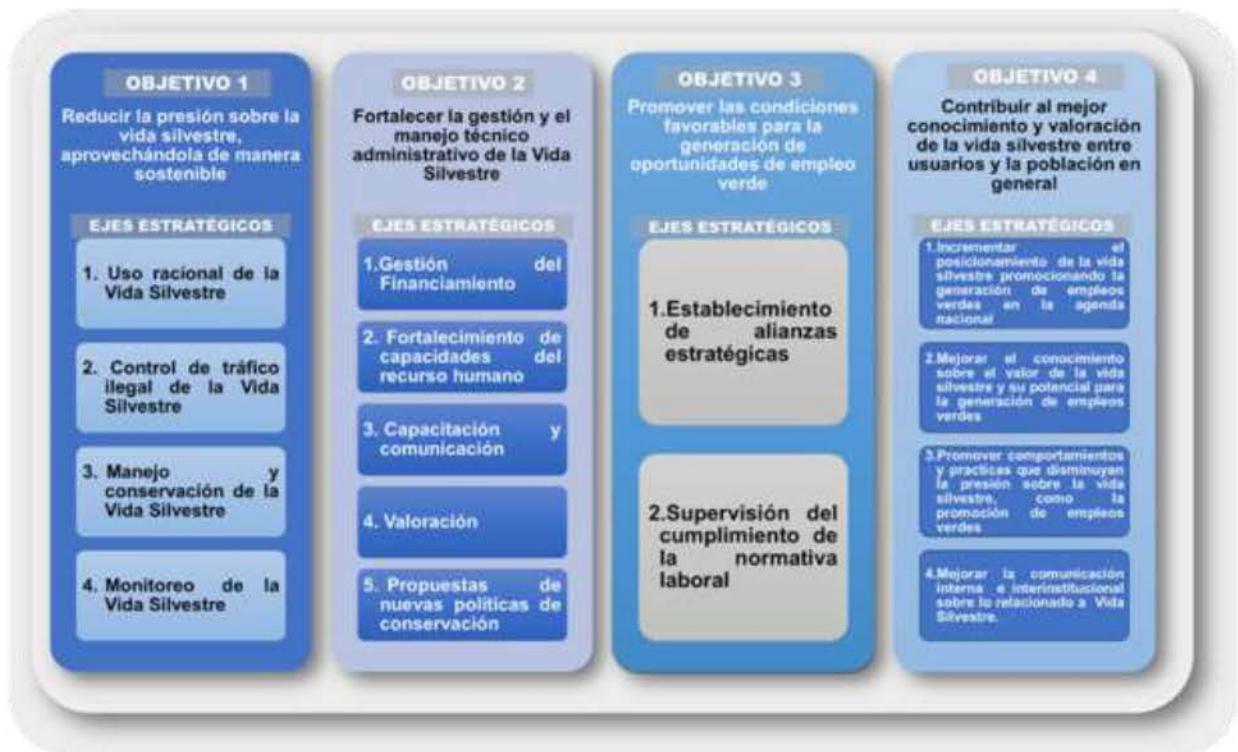 OBJETIVO 1
Reducir la presión sobre la
vida silvestre,
aprovechándola de manera
sostenible
EJES ESTRATÉGICOS
1. Uso racional de la
Vida Silvestre
2. Control de tráfico
ilegal de la Vida
Silvestre
3. Manejo y
conservación de la
Vida Silvestre
4. Monitoreo de la
Vida Silvestre
OBJETIVO 2
Fortalecer la gestión y el
manejo técnico
administrativo de la Vida
Silvestre
EJES ESTRATÉGICOS
1.Gestión del
Financiamiento
2. Fortalecimiento de
capacidades del
recurso humano
3. Capacitación y
comunicación
4. Valoración
5. Propuestas de
nuevas políticas de
conservación
OBJETIVO 3
Promover las condiciones
favorables para la
generación de
oportunidades de empleo
verde
EJES ESTRATÉGICOS
1.Establecimiento
de alianzas
estratégicas
2.Supervisión del
cumplimiento de
la normativa
laboral
OBJETIVO 4
Contribuir al mejor
conocimiento y valoración
de la vida silvestre entre
usuarios y la población en
general
EJES ESTRATÉGICOS
1.Incrementar el
posicionamiento de la vida
silvestre promocionando la
generación de empleos
verdes en la agenda
nacional
2.Mejorar el conocimiento
sobre el valor de la vida
silvestre y su potencial para
la generación de empleos
verdes
3.Promover comportamientos
y practicas que disminuyan
la presión sobre la vida
silvestre, como la
promoción de empleos
verdes
4.Mejorar la comunicación
interna e interinstitucional
sobre lo relacionado a Vida
Silvestre.